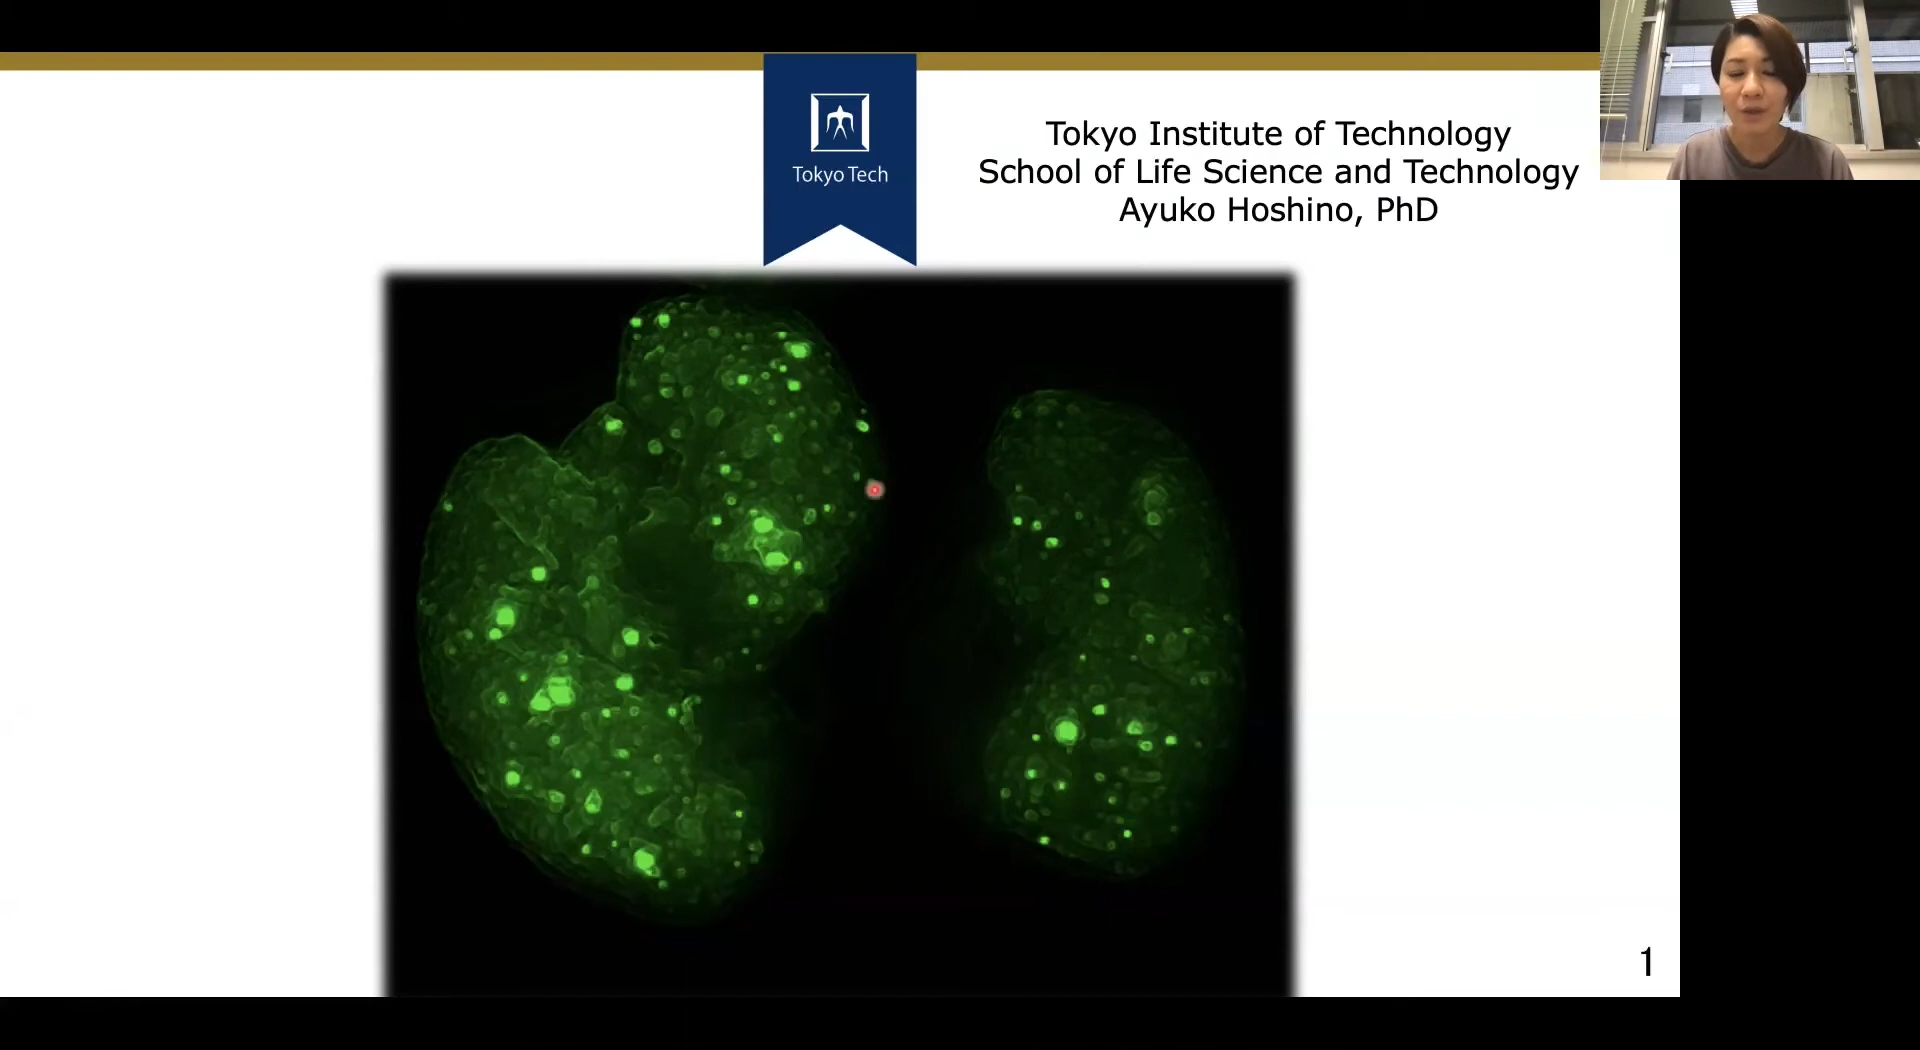 Tokyo Tech
Tokyo Institute of Technology
School of Life Science and Technology
Ayuko Hoshino, PhD
1